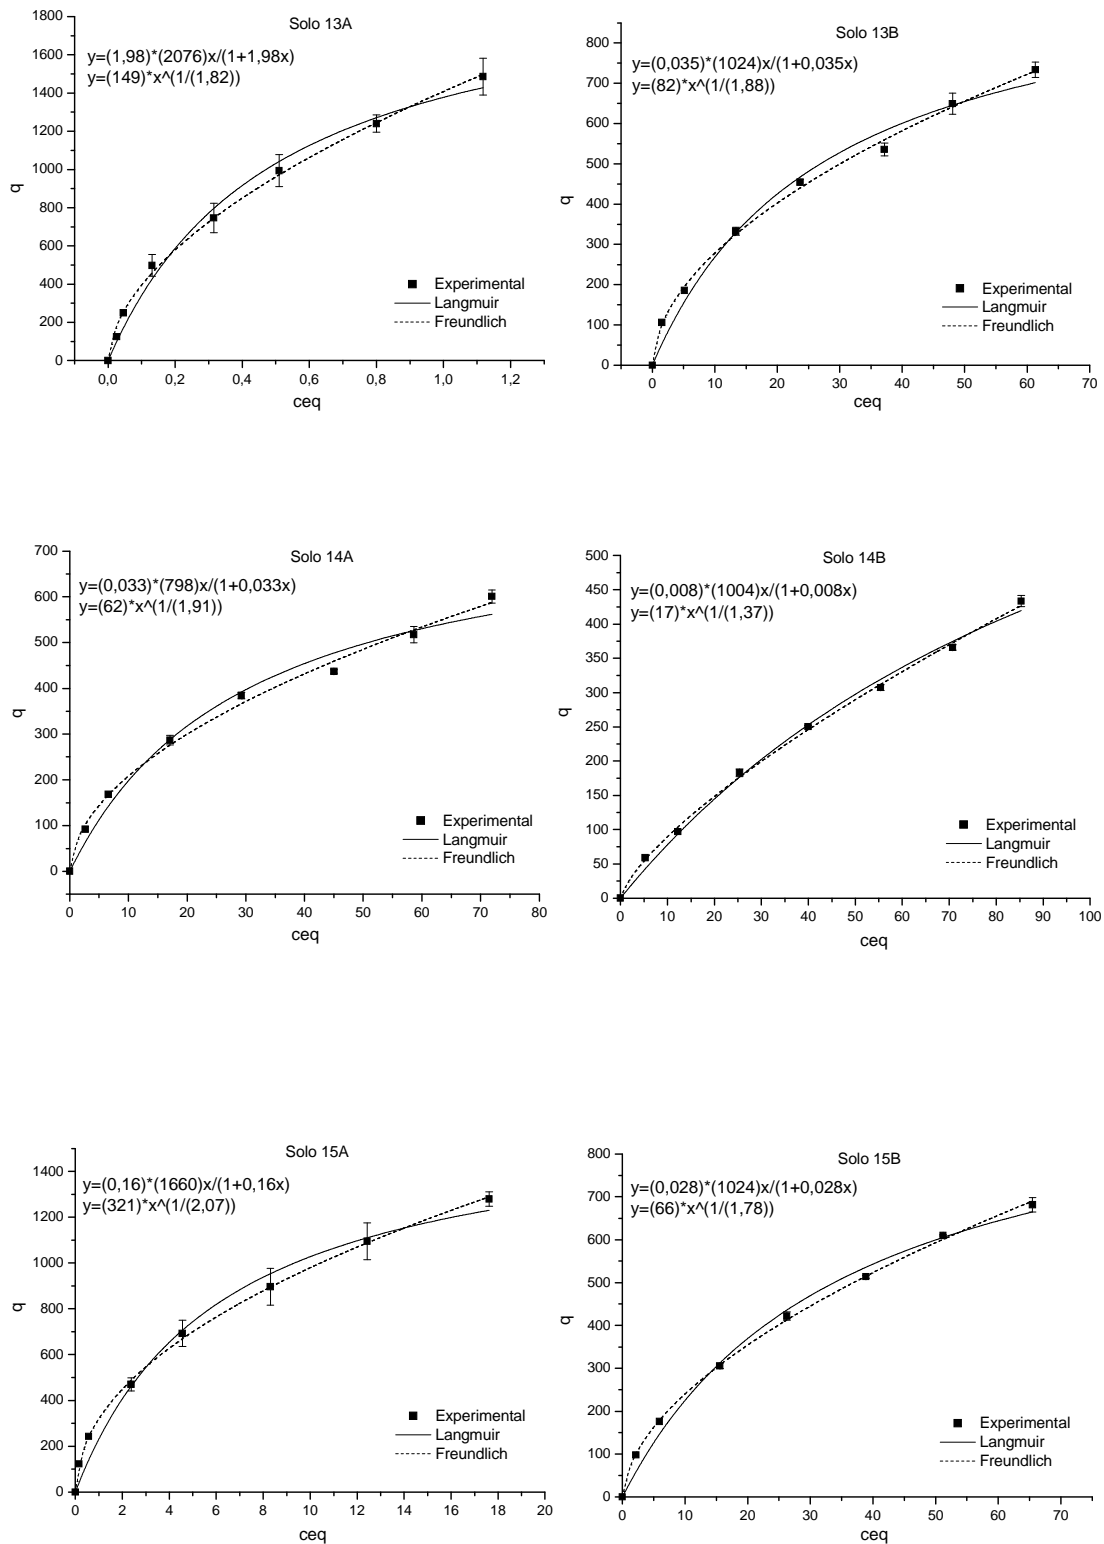 Solo 13A
y=(1,98)*(2076)x/(1+1,98x)
y=(149)*x^(1/(1,82))
1800
1600
1400
1200
1000
800
600
400
200
0
q
Experimental
Langmuir
Freundlich
0,0 0,2 0,4 0,6 0,8 1,0 1,2
ceq
Solo 13B
y=(0,035)*(1024)x/(1+0,035x)
y=(82)*x^(1/(1,88))
800
700
600
500
400
300
200
100
0
q
Experimental
Langmuir
Freundlich
0 10 20 30 40 50 60 70
ceq
Solo 14A
y=(0,033)*(798)x/(1+0,033x)
y=(62)*x^(1/(1,91))
700
600
500
400
300
200
100
0
q
Experimental
Langmuir
Freundlich
0 10 20 30 40 50 60 70 80
ceq
Solo 14B
y=(0,008)*(1004)x/(1+0,008x)
y=(17)*x^(1/(1,37))
500
450
400
350
300
250
200
150
100
50
0
q
Experimental
Langmuir
Freundlich
0 10 20 30 40 50 60 70 80 90 100
ceq
Solo 15A
y=(0,16)*(1660)x/(1+0,16x)
y=(321)*x^(1/(2,07))
1400
1200
1000
800
600
400
200
0
q
Experimental
Langmuir
Freundlich
0 2 4 6 8 10 12 14 16 18 20
ceq
Solo 15B
y=(0,028)*(1024)x/(1+0,028x)
y=(66)*x^(1/(1,78))
800
700
600
500
400
300
200
100
0
q
Experimental
Langmuir
Freundlich
0 10 20 30 40 50 60 70
ceq